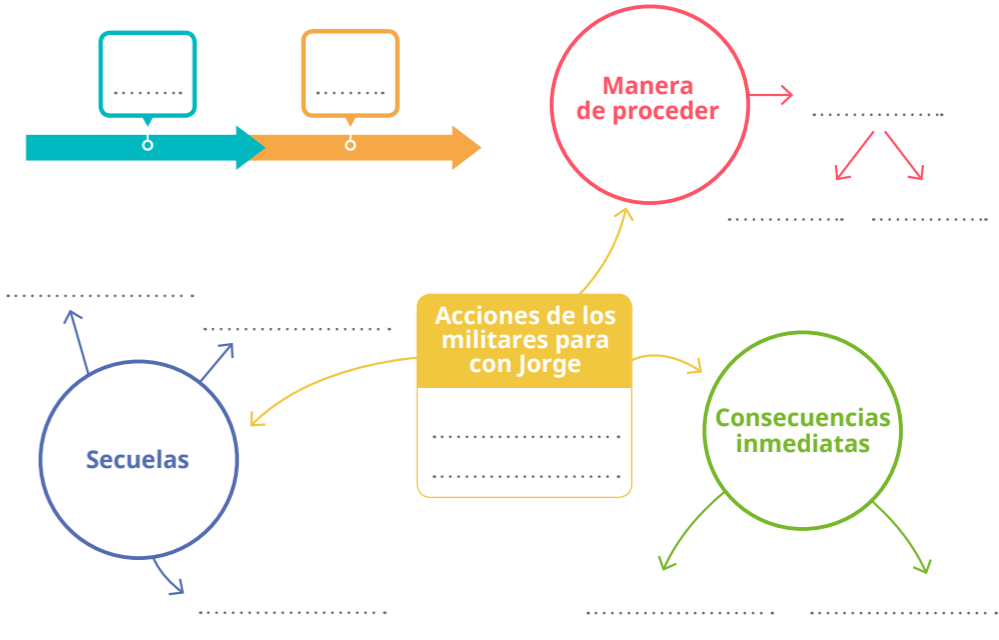 Manera
de proceder
Acciones de los
militares para
con Jorge
Secuelas
Consecuencias
inmediatas